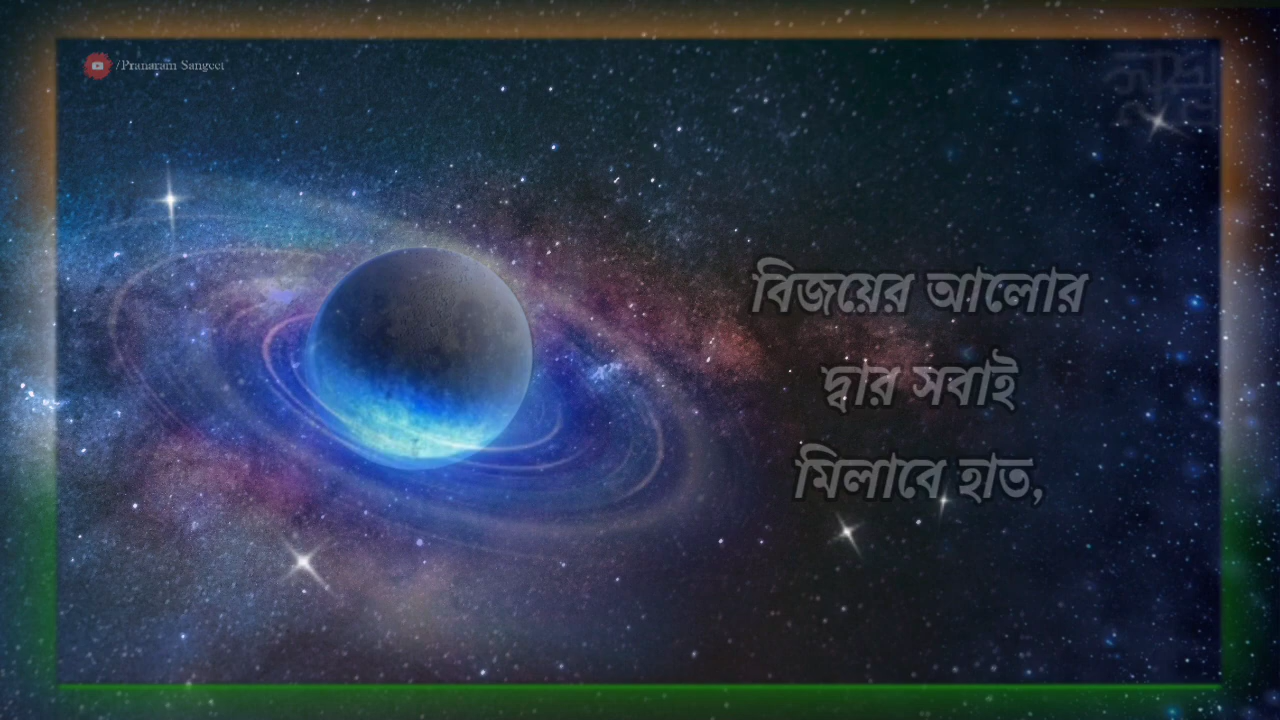 /Pranaram Sangeet
বিজয়ের আলোর
দ্বার সবাই
মিলাবে হাত,